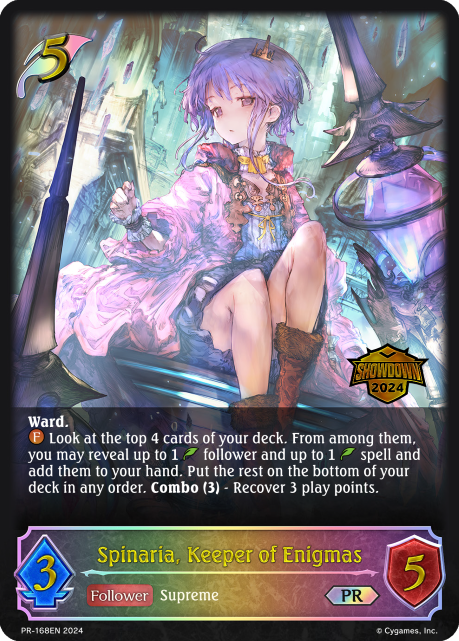 5
SHOWDOWN
2024
Ward.
F Look at the top 4 cards of your deck. From among them,
you may reveal up to 1 follower and up to 1 spell and
add them to your hand. Put the rest on the bottom of your
deck in any order. Combo (3) - Recover 3 play points.
Spinaria, Keeper of Enigmas
3
5
Follower Supreme
PR
PR-168EN 2024
© Cygames, Inc.